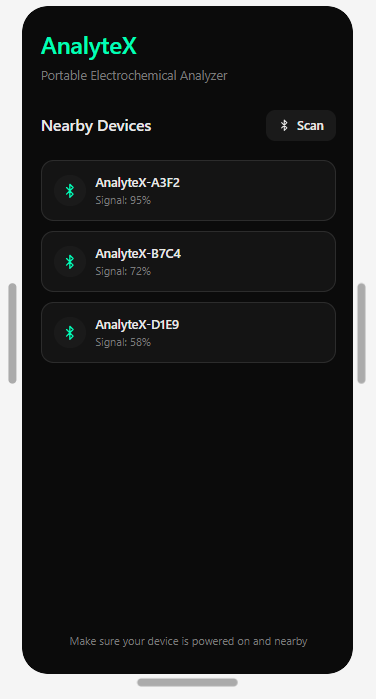 AnalyteX
Portable Electrochemical Analyzer
Nearby Devices
Scan
AnalyteX-A3F2
Signal: 95%
AnalyteX-B7C4
Signal: 72%
AnalyteX-D1E9
Signal: 58%
Make sure your device is powered on and nearby